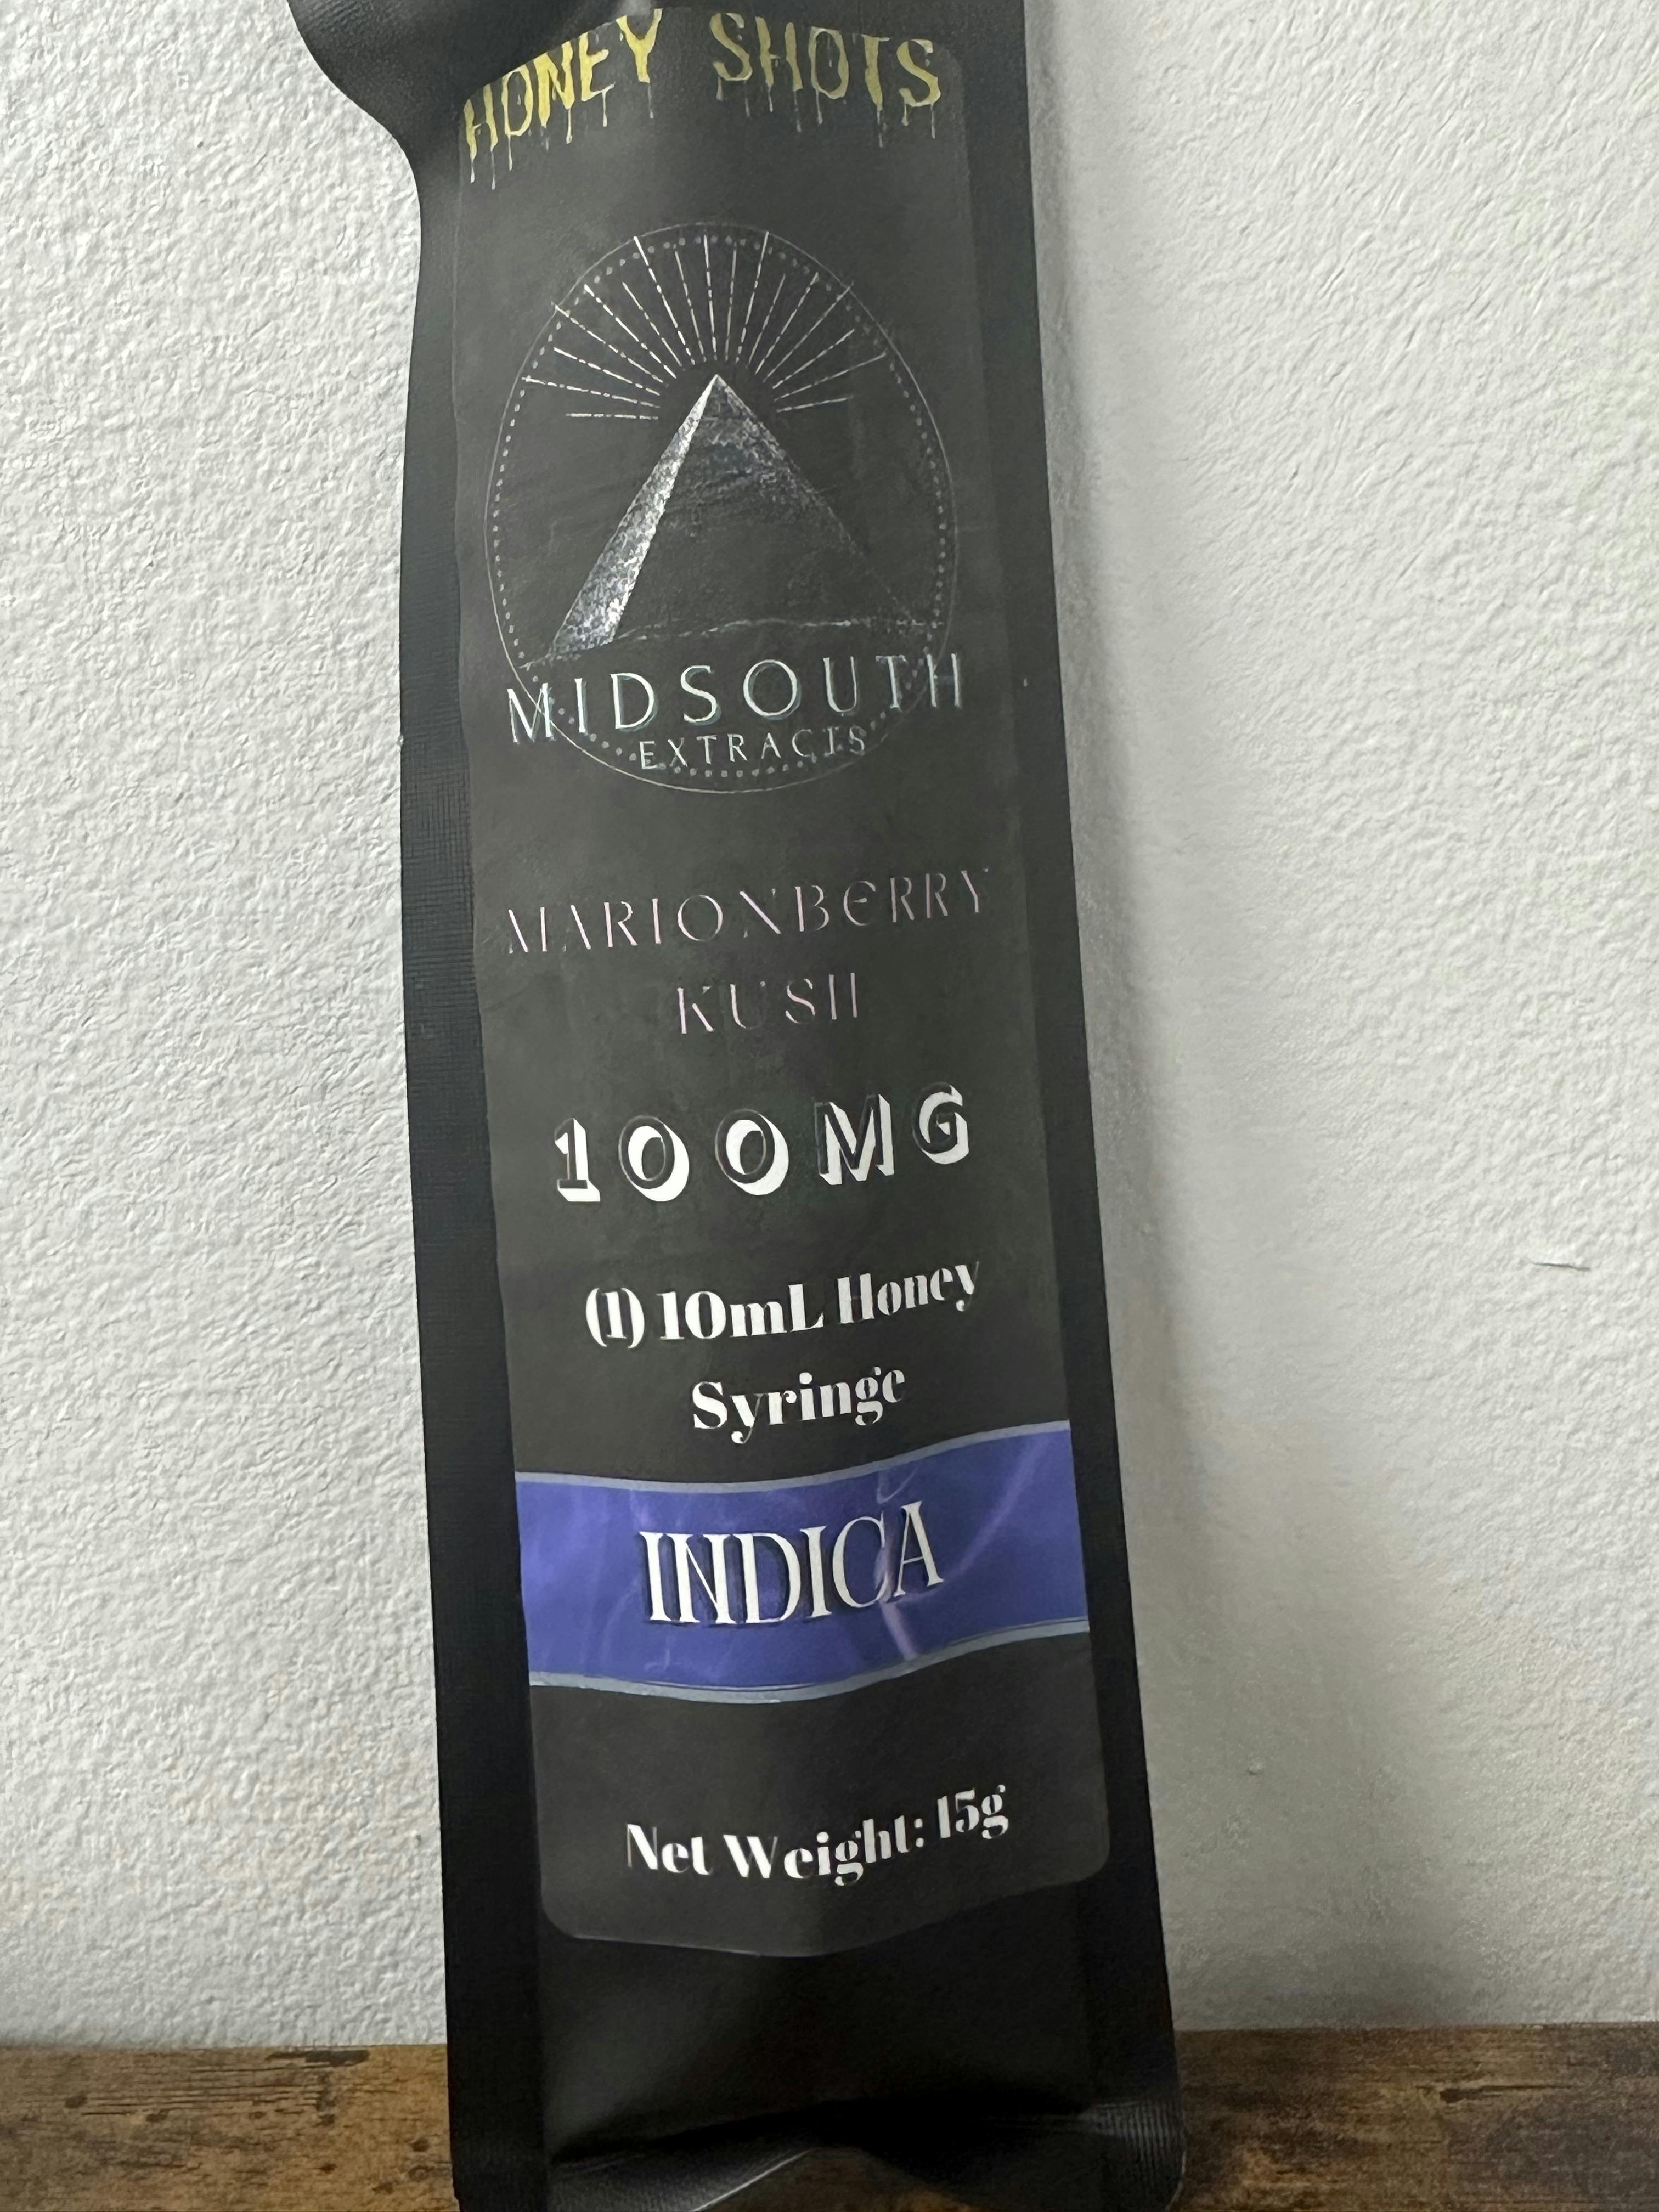 HONEY SHOTS
MIDSOUTH
EXTRACTS
MARIONBERRY
KUSH
100MG
(1) 10mL Honey
Syringe
INDICA
Net Weight: 15g